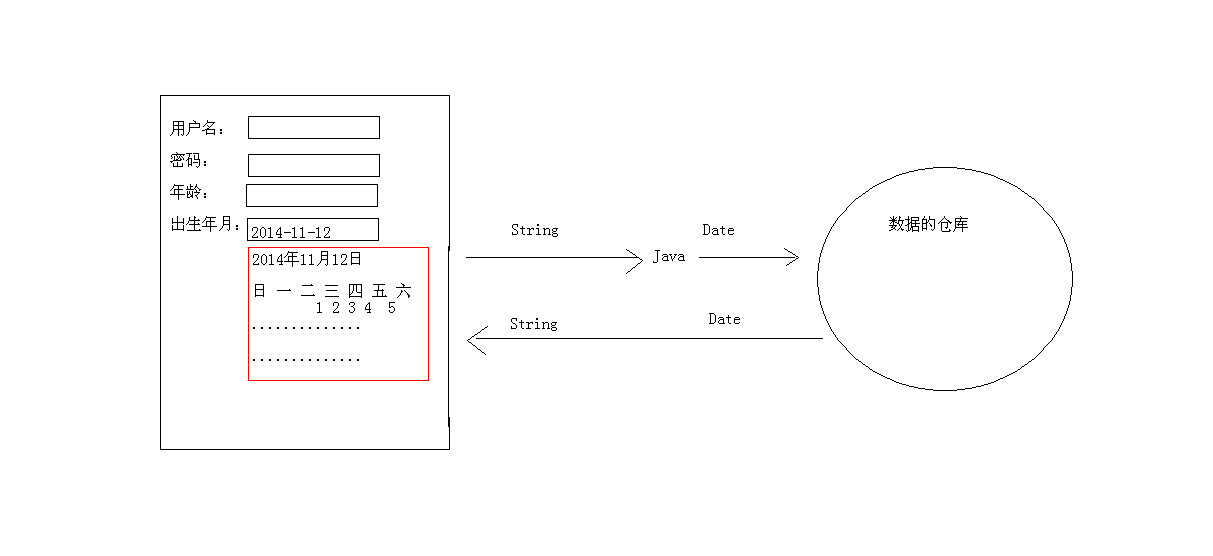 用户名：
密码：
年龄：
出生年月： 2014-11-12
2014年11月12日
日 一 二 三 四 五 六
1 2 3 4 5
..............
..............
String
Java
Date
String
Date
数据的仓库